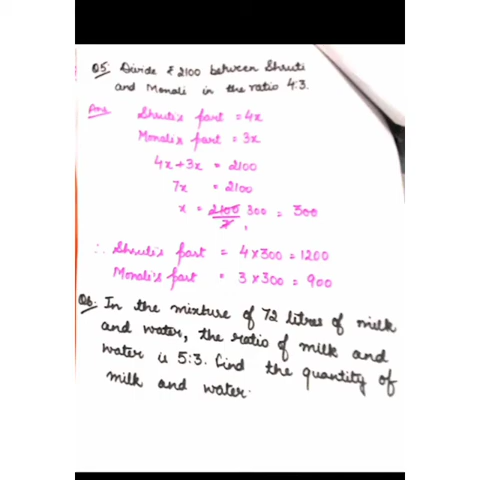 Q5. Divide ₹ 2100 between Shruti
and Monali in the ratio 4:3.
Ans Shruti's part = 4x
Monali's part = 3x
4x+3x = 2100
7x = 2100
x = 2100/7 300 = 300
1
∴ Shruti's part = 4×300 = 1200
Monali's part = 3×300 = 900
Q6. In the mixture of 72 litres of milk
and water, the ratio of milk and
water is 5:3. Find the quantity of
milk and water.